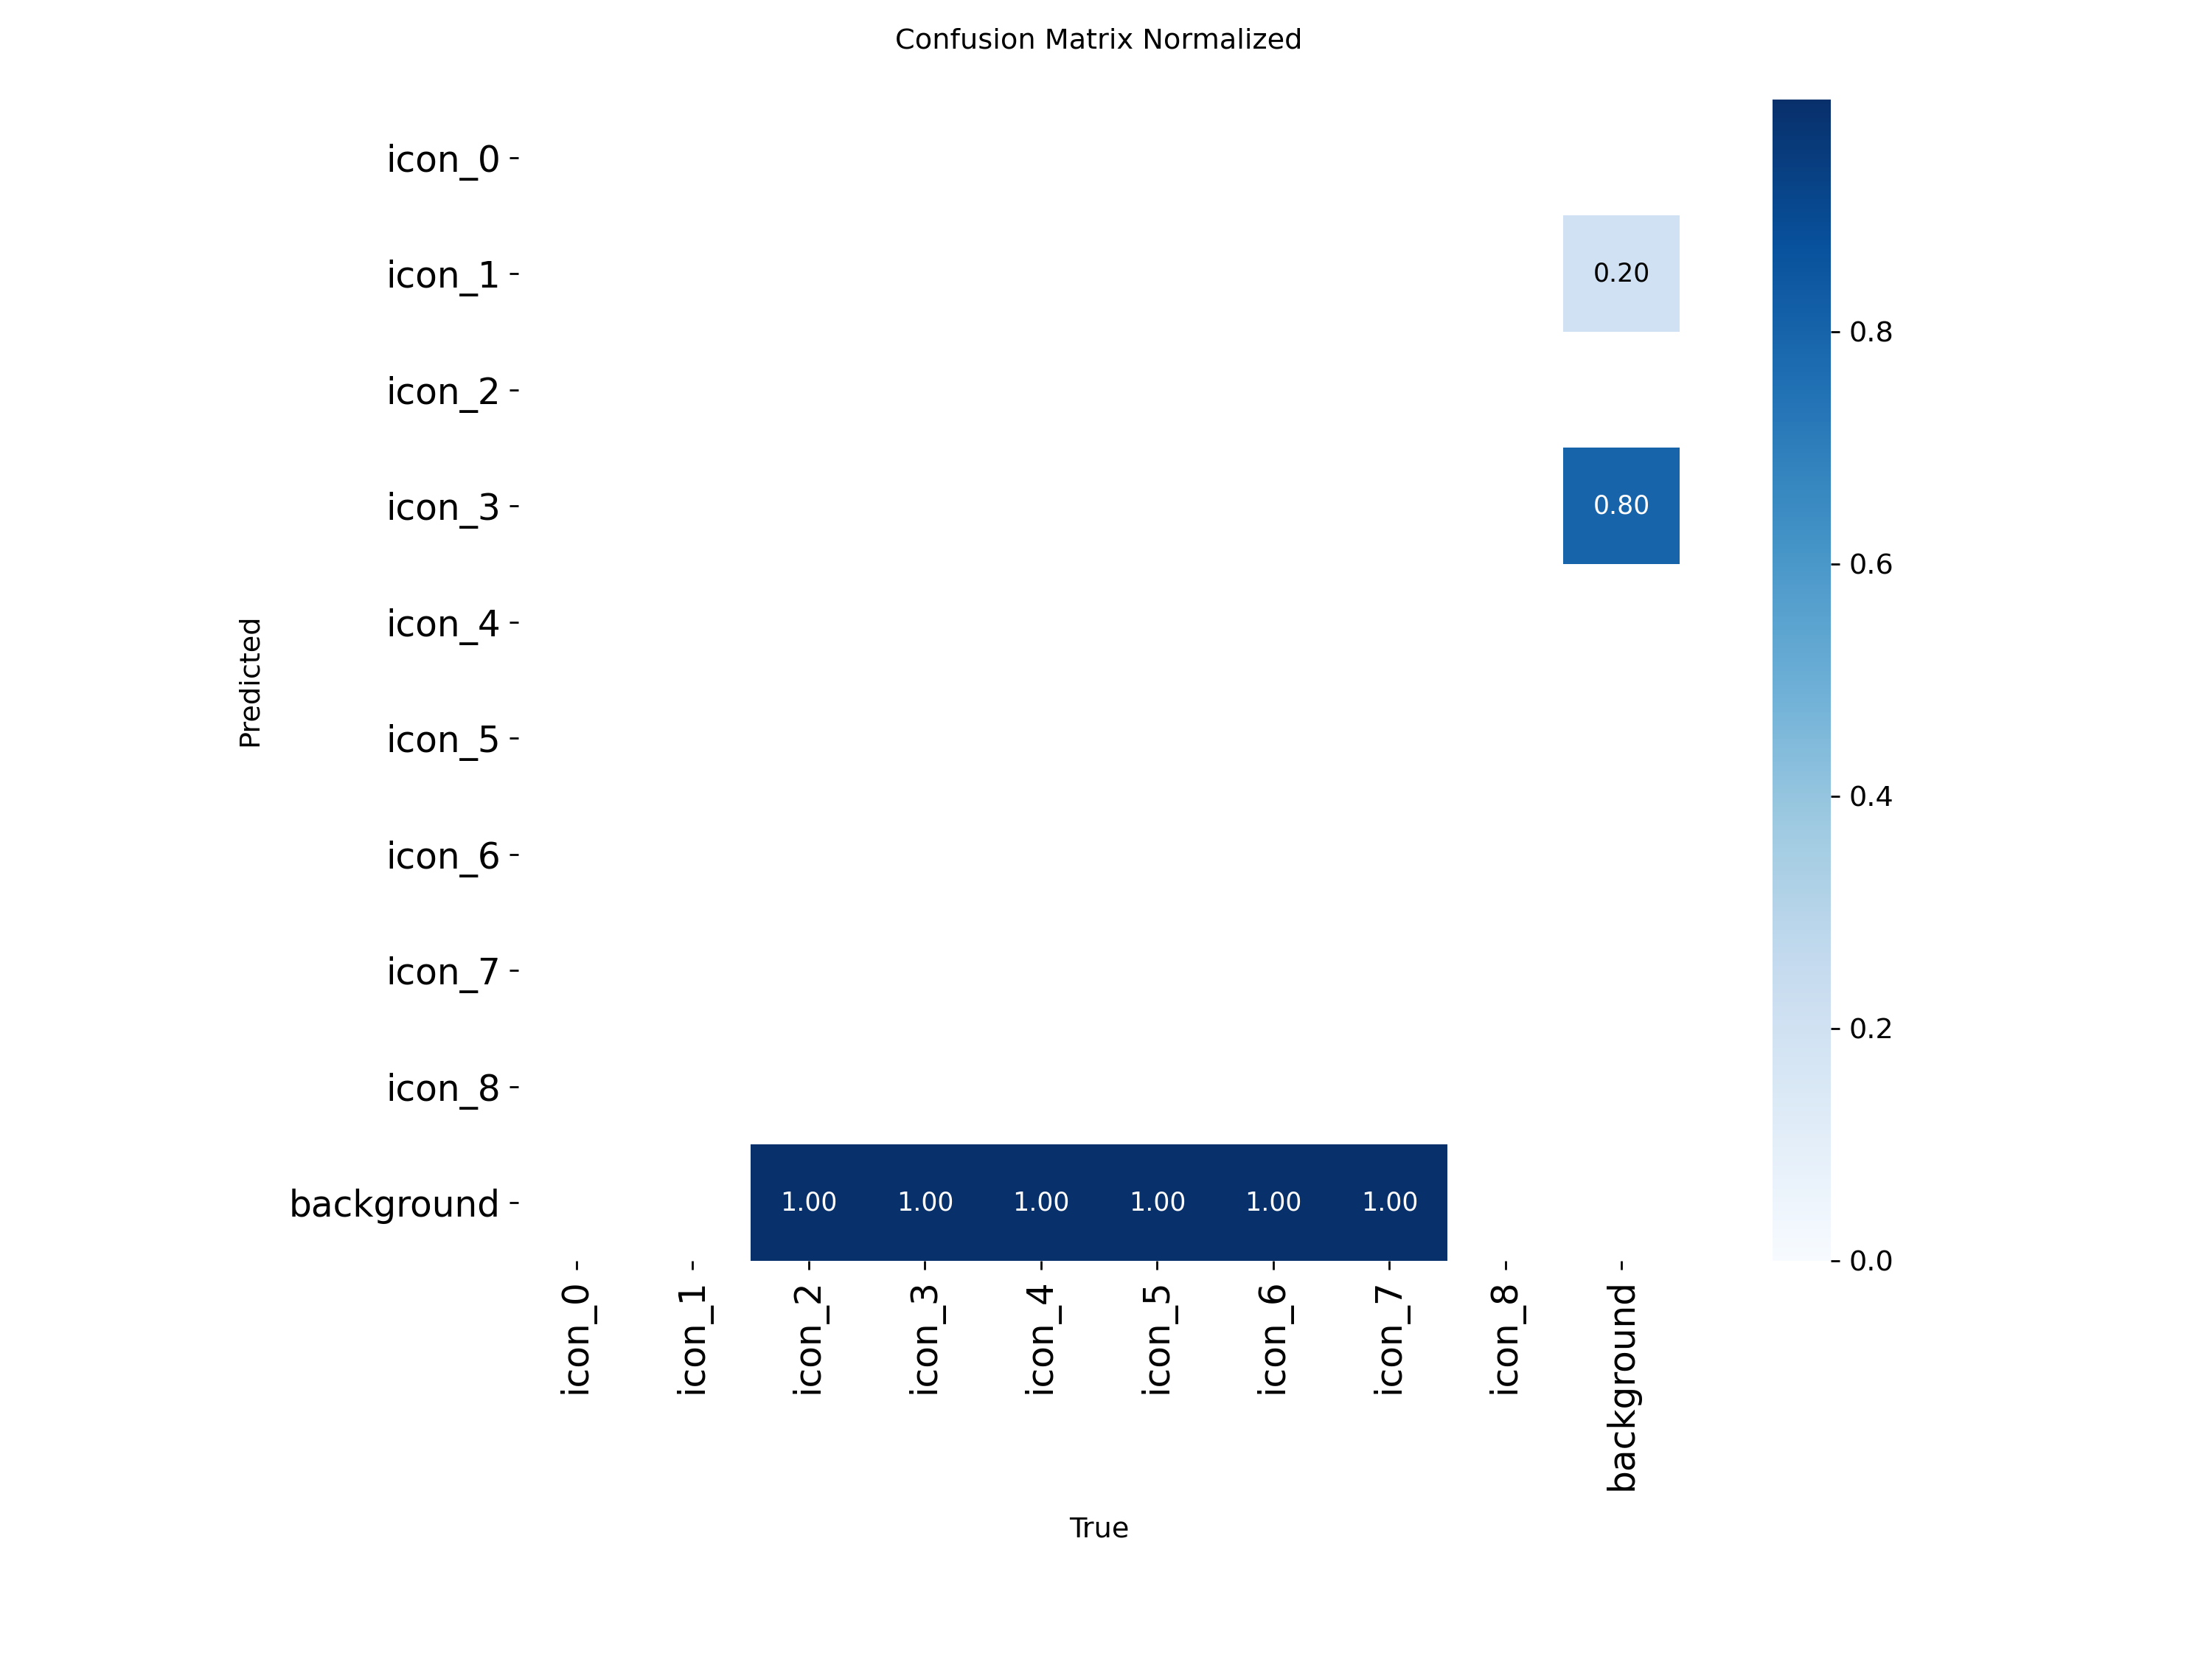 Confusion Matrix Normalized
icon_0
icon_1
0.20
0.8
icon_2
icon_3
0.80
0.6
icon_4
Predicted
icon_5
0.4
icon_6
icon_7
0.2
icon_8
background
1.00 1.00 1.00 1.00 1.00 1.00
0.0
icon_0 icon_1 icon_2 icon_3 icon_4 icon_5 icon_6 icon_7 icon_8 background
True